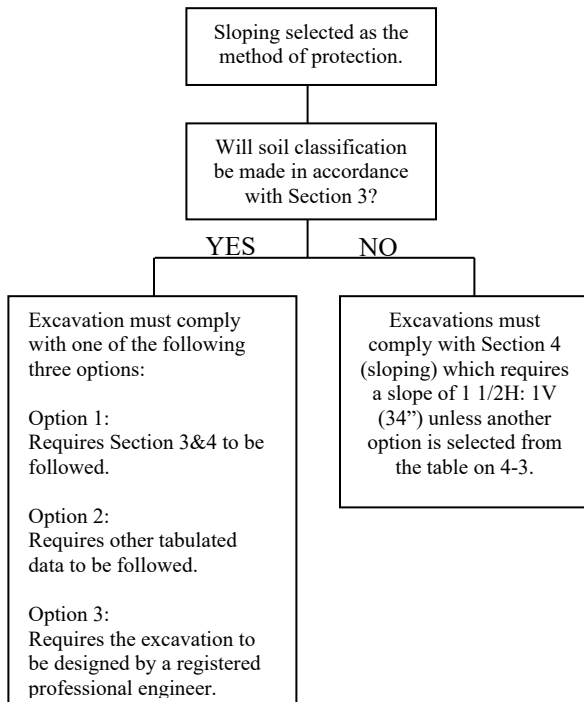 Sloping selected as the
method of protection.
Will soil classification
be made in accordance
with Section 3?
YES
NO
Excavation must comply
with one of the following
three options:
Option 1:
Requires Section 3&4 to be
followed.
Option 2:
Requires other tabulated
data to be followed.
Option 3:
Requires the excavation to
be designed by a registered
professional engineer.
Excavations must
comply with Section 4
(sloping) which requires
a slope of 1 1/2H: 1V
(34”) unless another
option is selected from
the table on 4-3.